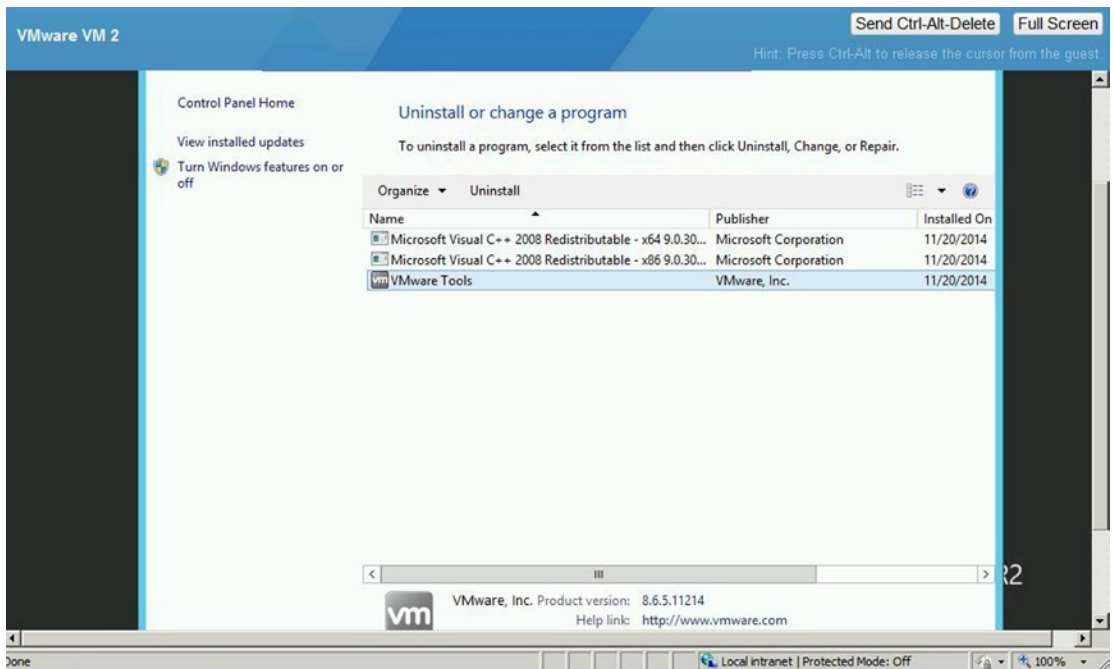 VMware VM 2
Send Ctrl-Alt-Delete Full Screen
Hint: Press Ctrl-Alt to release the cursor from the guest.
Control Panel Home
View installed updates
Turn Windows features on or
off
Uninstall or change a program
To uninstall a program, select it from the list and then click Uninstall, Change, or Repair.
Organize Uninstall
Name Publisher Installed On
Microsoft Visual C++ 2008 Redistributable - x64 9.0.30... Microsoft Corporation 11/20/2014
Microsoft Visual C++ 2008 Redistributable - x86 9.0.30... Microsoft Corporation 11/20/2014
vm VMware Tools VMware, Inc. 11/20/2014
R2
vm
VMware, Inc. Product version: 8.6.5.11214
Help link: http://www.vmware.com
Done Local intranet | Protected Mode: Off 100%